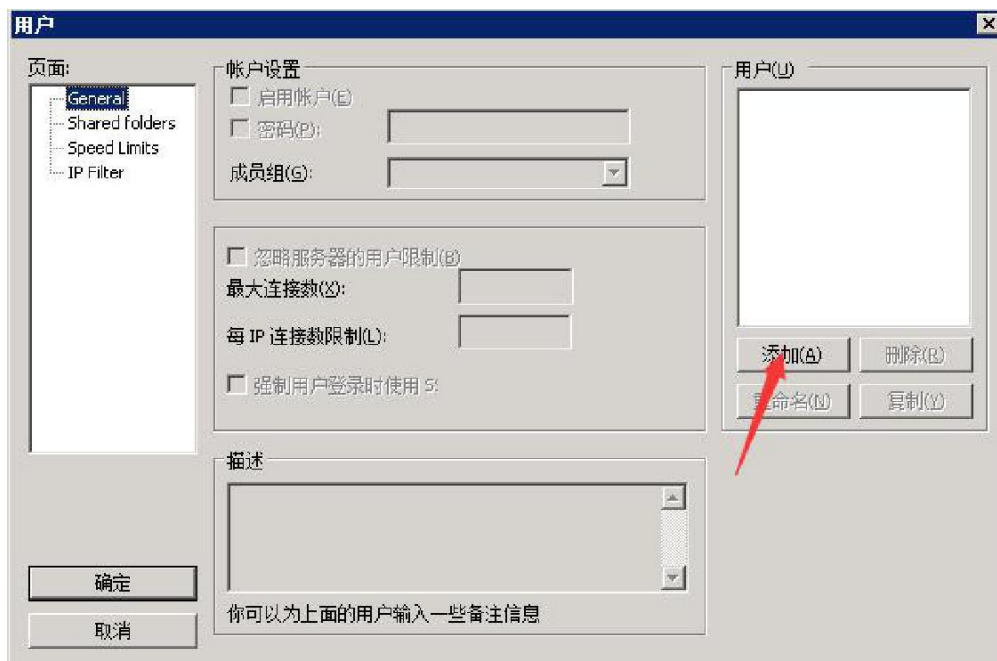 用户
页面:
General
Shared folders
Speed Limits
IP Filter
帐户设置
启用帐户(E)
密码(P):
成员组(G):
忽略服务器的用户限制(B)
最大连接数(X):
每 IP 连接数限制(L):
强制用户登录时使用 S:
描述
你可以为上面的用户输入一些备注信息
用户(U)
添加(A)
删除(R)
重命名(N)
复制(Y)
确定
取消